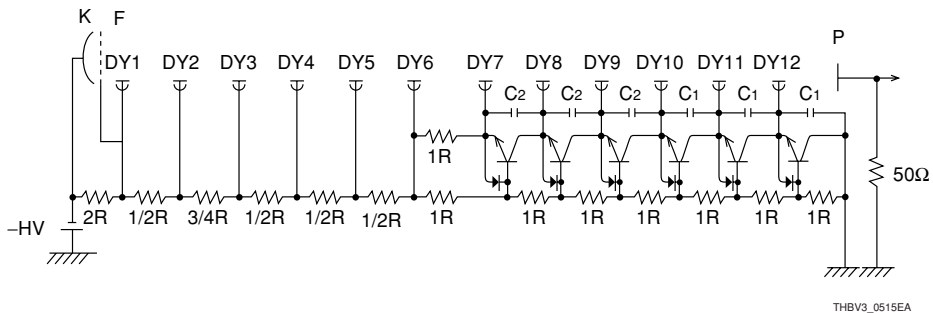 K F P
DY1 DY2 DY3 DY4 DY5 DY6 DY7 DY8 DY9 DY10 DY11 DY12
C2 C2 C2 C1 C1 C1
1R
50Ω
2R 1/2R 3/4R 1/2R 1/2R 1/2R 1R 1R 1R 1R 1R 1R 1R
−HV
THBV3_0515EA